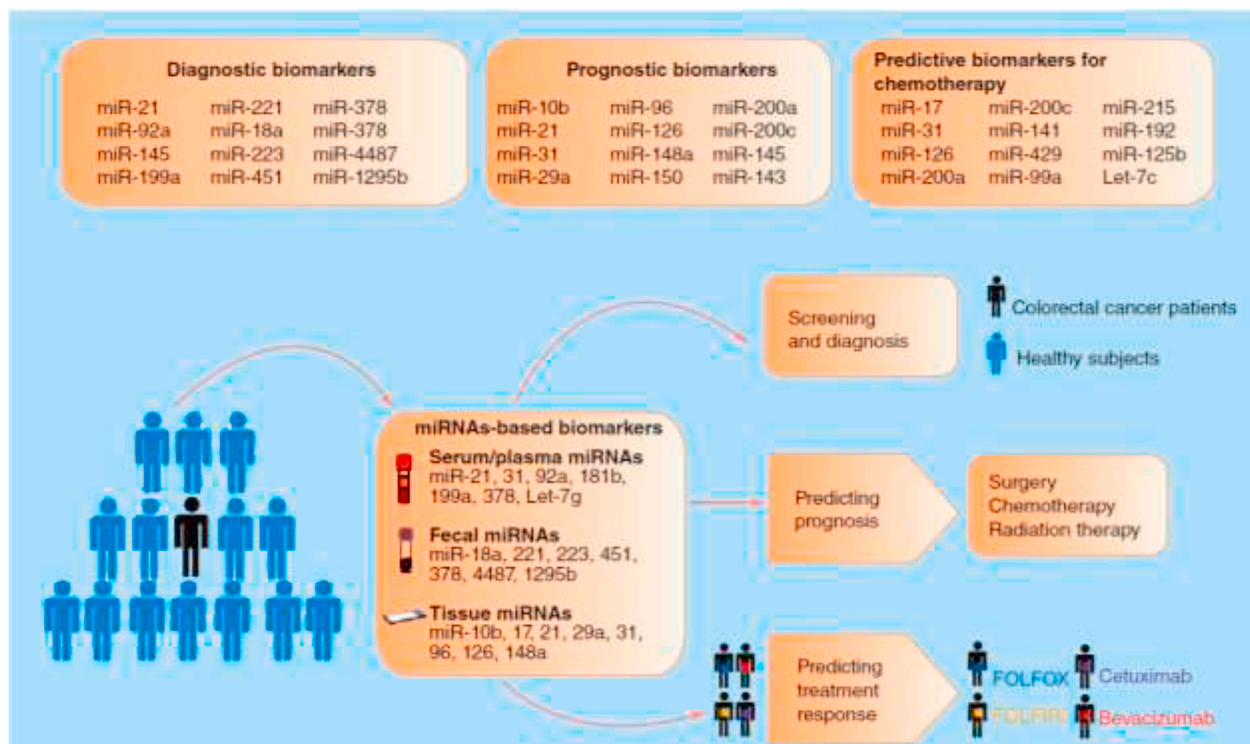 Diagnostic biomarkers
miR-21 miR-221 miR-378
miR-92a miR-18a miR-378
miR-145 miR-223 miR-4487
miR-199a miR-451 miR-1295b
Prognostic biomarkers
miR-10b miR-96 miR-200a
miR-21 miR-126 miR-200c
miR-31 miR-148a miR-145
miR-29a miR-150 miR-143
Predictive biomarkers for
chemotherapy
miR-17 miR-200c miR-215
miR-31 miR-141 miR-192
miR-126 miR-429 miR-125b
miR-200a miR-99a Let-7c
Screening
and diagnosis
Colorectal cancer patients
Healthy subjects
miRNAs-based biomarkers
Serum/plasma miRNAs
miR-21, 31, 92a, 181b,
199a, 378, Let-7g
Fecal miRNAs
miR-18a, 221, 223, 451,
378, 4487, 1295b
Tissue miRNAs
miR-10b, 17, 21, 29a, 31,
96, 126, 148a
Predicting
prognosis
Surgery
Chemotherapy
Radiation therapy
Predicting
treatment
response
FOLFOX Cetuximab
FOLFIRI Bevacizumab